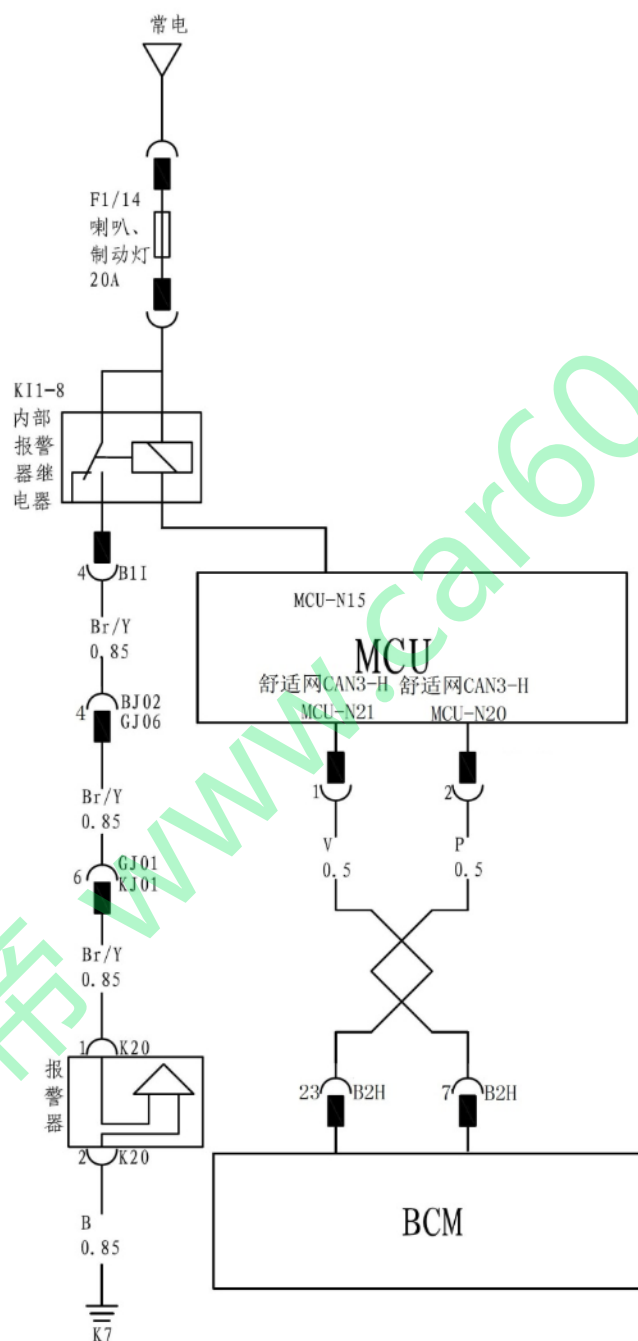 常电
F1/14
喇叭、
制动灯
20A
KI1-8
内部
报警
器继
电器
4 B1I
Br/Y
0.85
MCU-N15
MCU
舒适网CAN3-H 舒适网CAN3-H
MCU-N21 MCU-N20
4 BJ02
GJ06
1 2
Br/Y
0.85
V P
0.5 0.5
6 GJ01
KJ01
Br/Y
0.85
1 K20
报
警
器
23 B2H 7 B2H
2 K20
BCM
B
0.85
K7
帝 www.car60